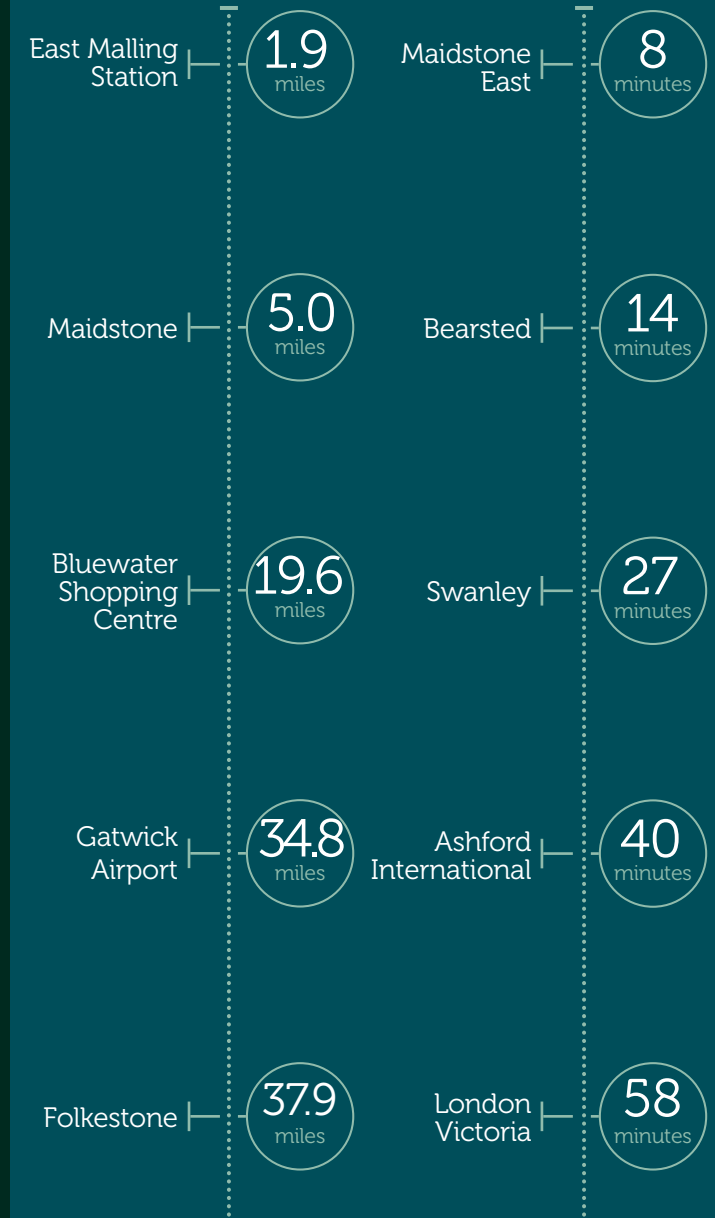 East Malling
Station
1.9
miles
Maidstone
5.0
miles
Bluewater
Shopping
Centre
19.6
miles
Gatwick
Airport
34.8
miles
Folkestone
37.9
miles
Maidstone
East
8
minutes
Bearsted
14
minutes
Swanley
27
minutes
Ashford
International
40
minutes
London
Victoria
58
minutes